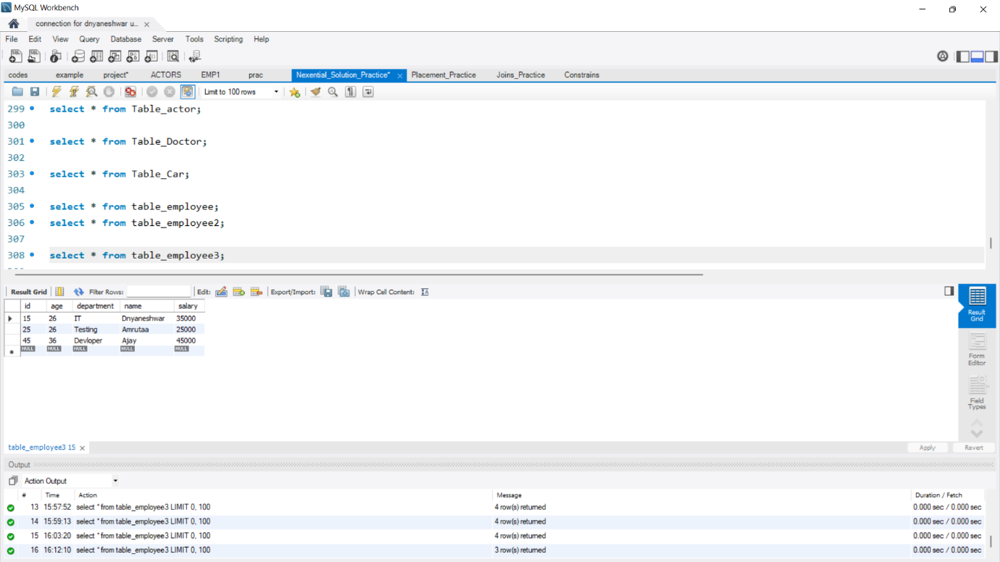 MySQL Workbench
connection for dnyaneshwar u...
File Edit View Query Database Server Tools Scripting Help
codes example project* ACTORS EMP1 prac Nexential_Solution_Practice* Placement_Practice Joins_Practice Constrains
Limit to 100 rows
299 select * from Table_actor;
300
301 select * from Table_Doctor;
302
303 select * from Table_Car;
304
305 select * from table_employee;
306 select * from table_employee2;
307
308 select * from table_employee3;
Result Grid Filter Rows: Edit: Export/Import: Wrap Cell Content:
id age department name salary
15 26 IT Dnyaneshwar 35000
25 26 Testing Amrutaa 25000
45 36 Devloper Ajay 45000
NULL NULL NULL NULL NULL
Result
Grid
Form
Editor
Field
Types
table_employee3 15 Apply Revert
Output
Action Output
# Time Action Message Duration / Fetch
13 15:57:52 select * from table_employee3 LIMIT 0, 100 4 row(s) returned 0.000 sec / 0.000 sec
14 15:59:13 select * from table_employee3 LIMIT 0, 100 4 row(s) returned 0.000 sec / 0.000 sec
15 16:03:20 select * from table_employee3 LIMIT 0, 100 4 row(s) returned 0.000 sec / 0.000 sec
16 16:12:10 select * from table_employee3 LIMIT 0, 100 3 row(s) returned 0.000 sec / 0.000 sec